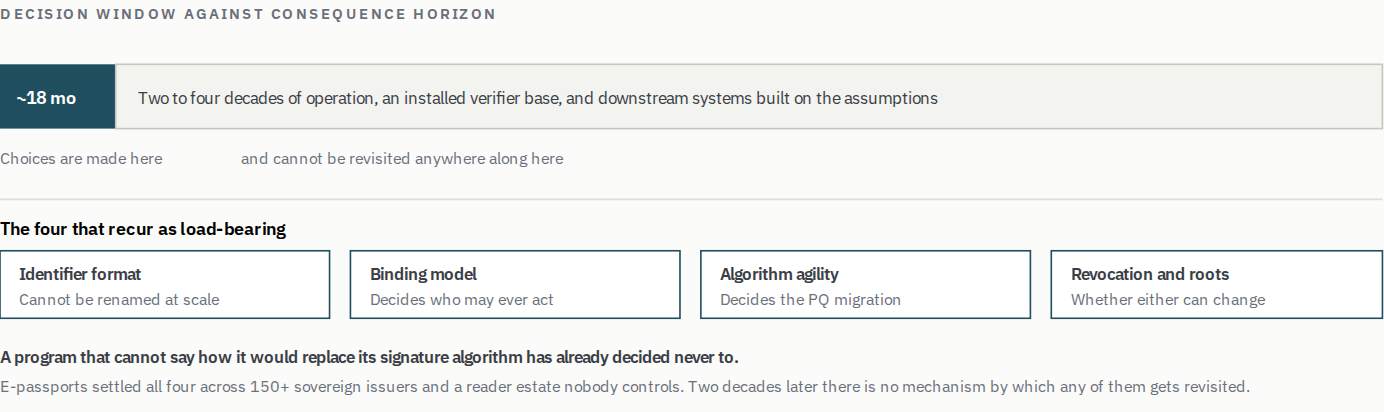 DECISION WINDOW AGAINST CONSEQUENCE HORIZON
~18 mo
Two to four decades of operation, an installed verifier base, and downstream systems built on the assumptions
Choices are made here
and cannot be revisited anywhere along here
The four that recur as load-bearing
Identifier format
Cannot be renamed at scale
Binding model
Decides who may ever act
Algorithm agility
Decides the PQ migration
Revocation and roots
Whether either can change
A program that cannot say how it would replace its signature algorithm has already decided never to.
E-passports settled all four across 150+ sovereign issuers and a reader estate nobody controls. Two decades later there is no mechanism by which any of them gets revisited.